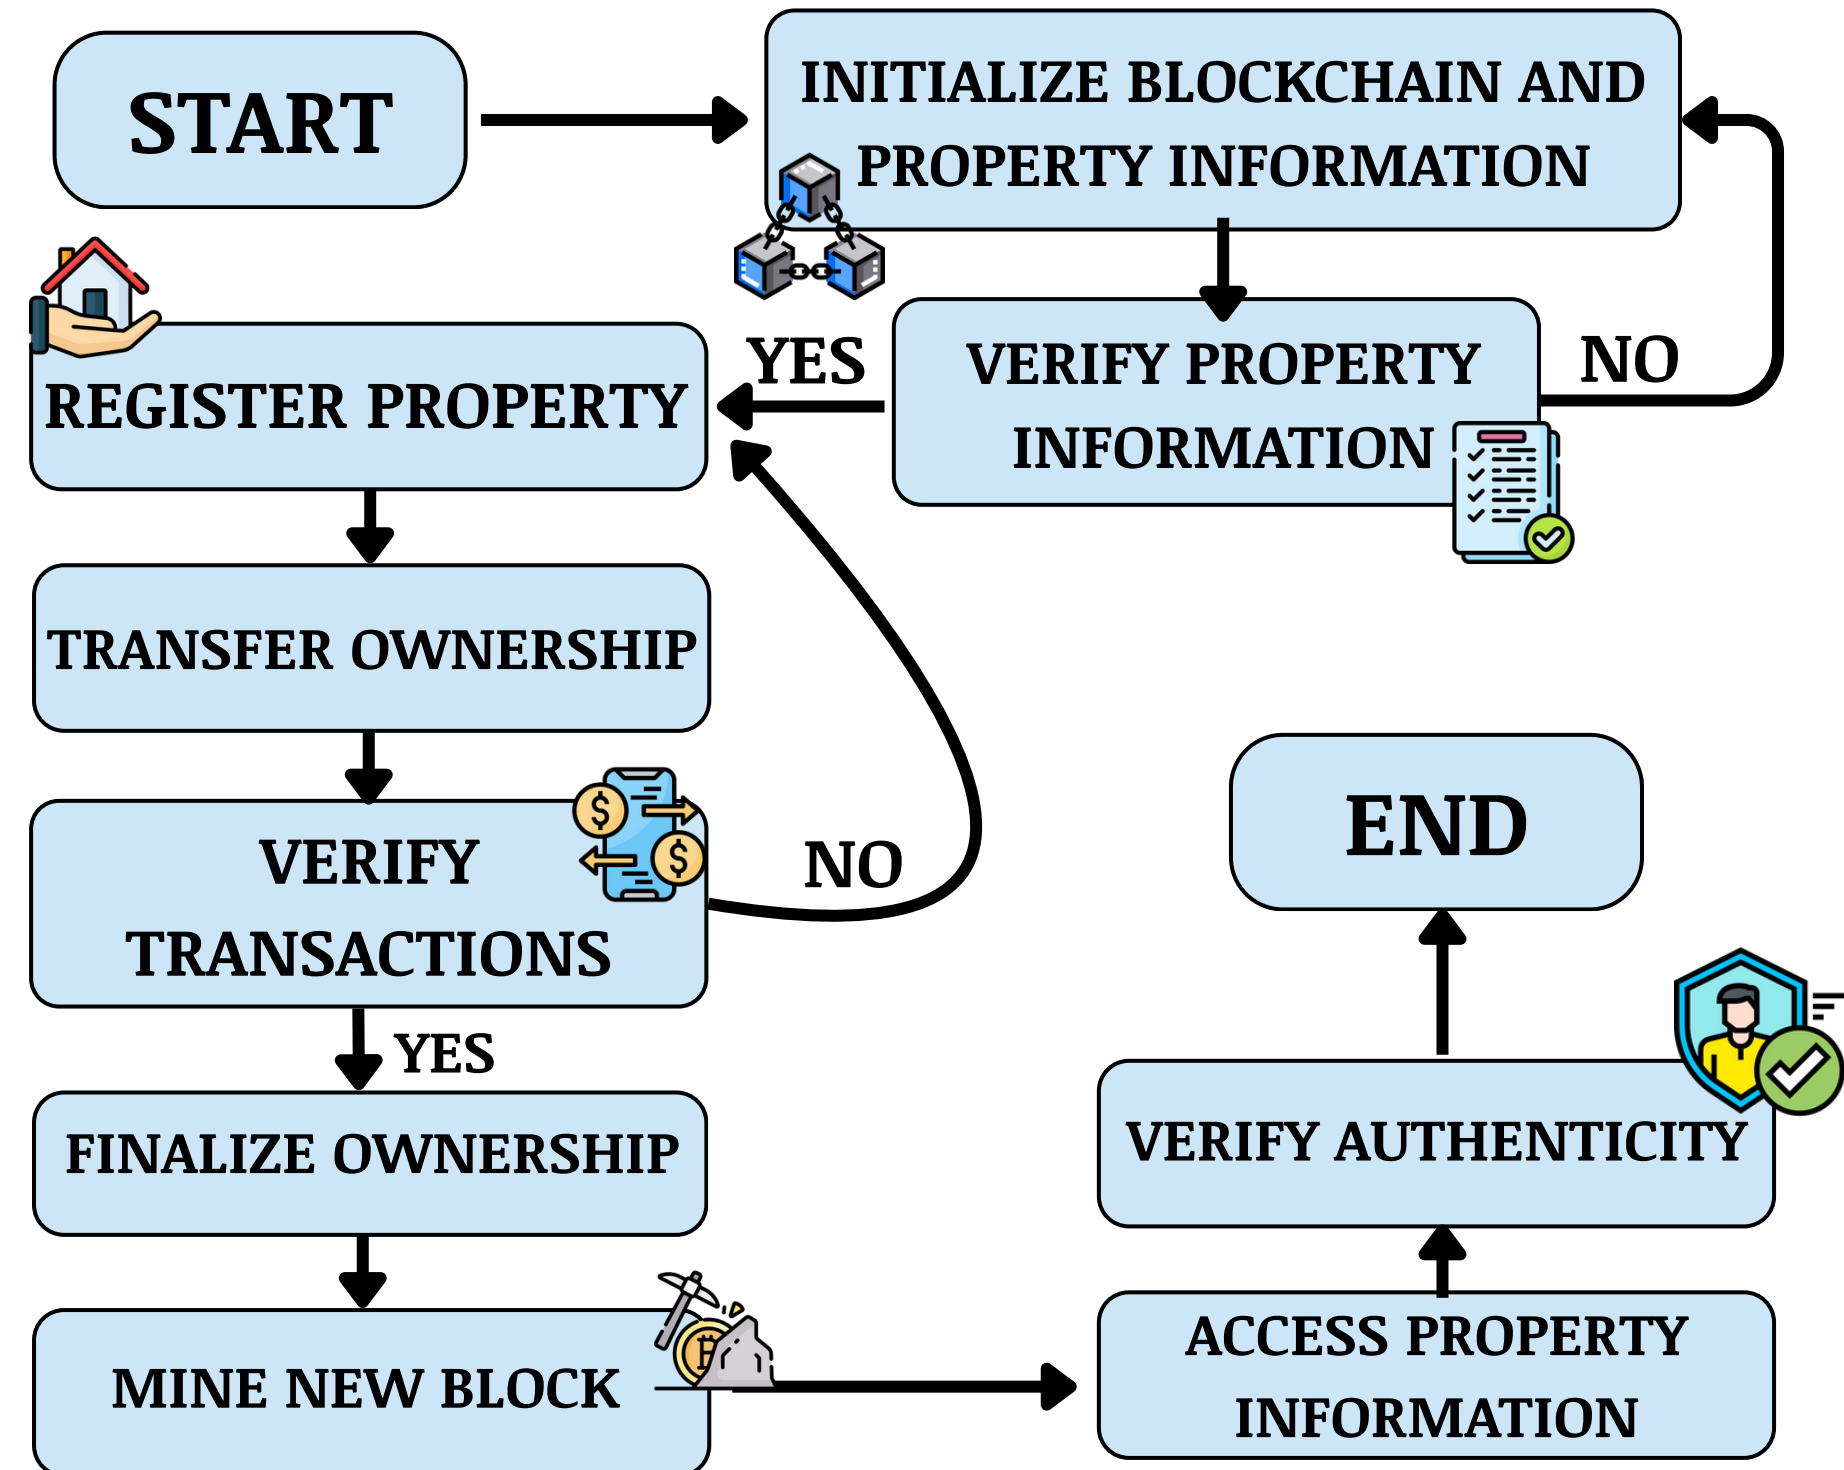 START
INITIALIZE BLOCKCHAIN AND
PROPERTY INFORMATION
VERIFY PROPERTY
INFORMATION
NO
YES
REGISTER PROPERTY
TRANSFER OWNERSHIP
VERIFY
TRANSACTIONS
NO
YES
FINALIZE OWNERSHIP
MINE NEW BLOCK
ACCESS PROPERTY
INFORMATION
VERIFY AUTHENTICITY
END